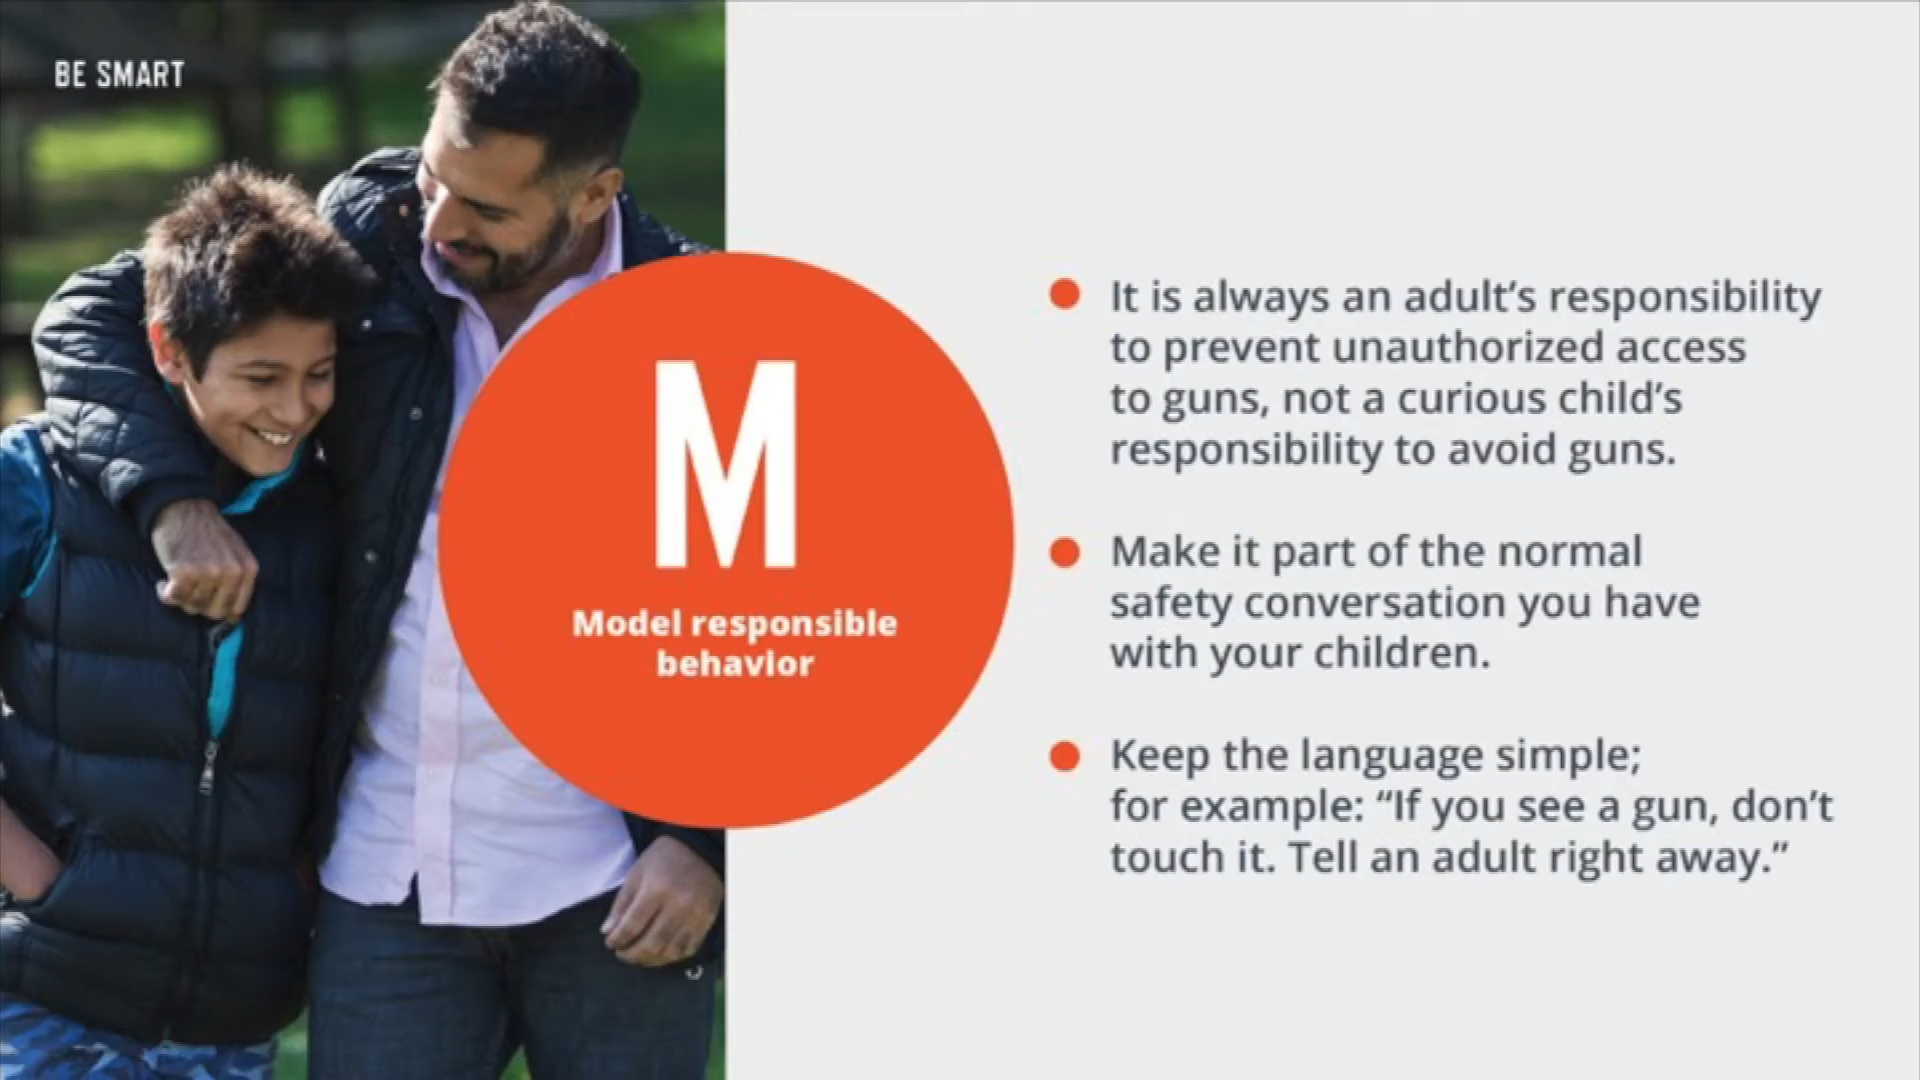 BE SMART
M
Model responsible
behavior
It is always an adult’s responsibility
to prevent unauthorized access
to guns, not a curious child’s
responsibility to avoid guns.
Make it part of the normal
safety conversation you have
with your children.
Keep the language simple;
for example: “If you see a gun, don’t
touch it. Tell an adult right away.”